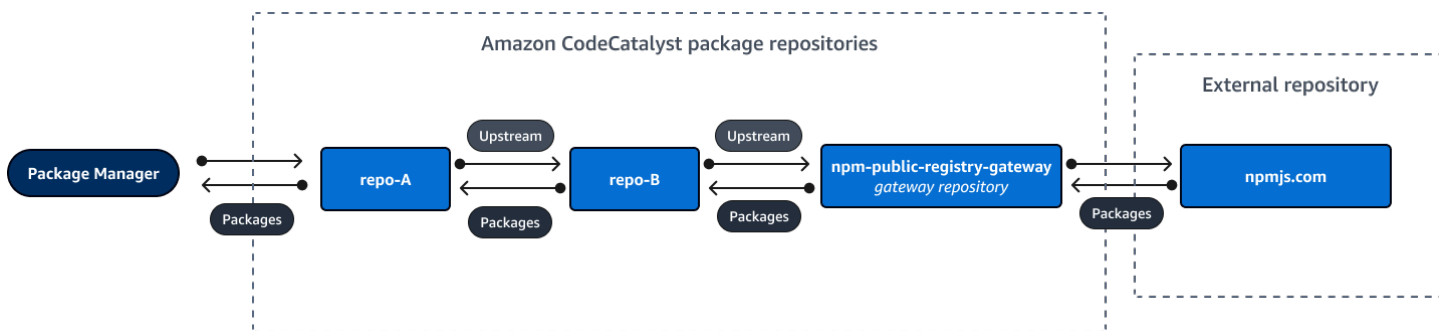 Amazon CodeCatalyst package repositories
External repository
Upstream
Upstream
Package Manager
repo-A
repo-B
npm-public-registry-gateway
gateway repository
npmjs.com
Packages
Packages
Packages
Packages